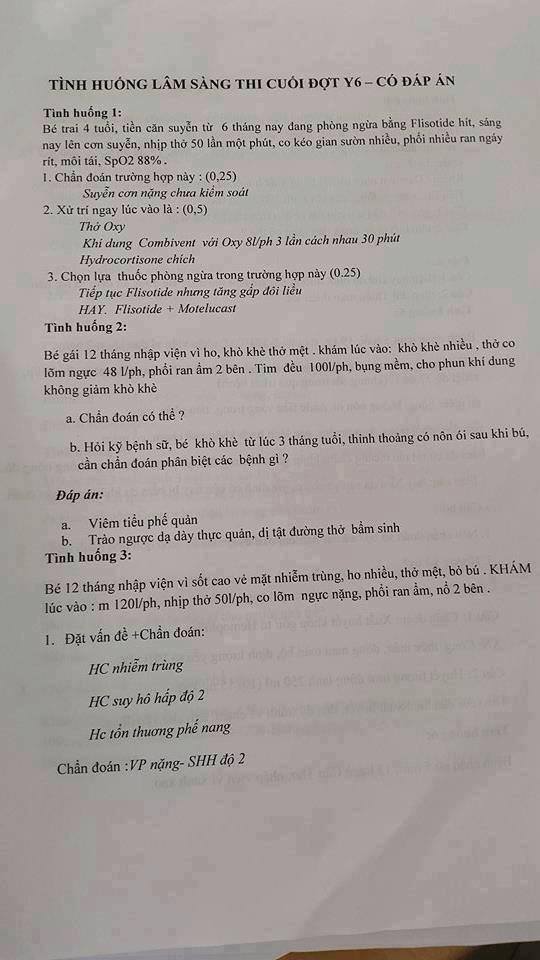 TÌNH HUỐNG LÂM SÀNG THI CUỐI ĐỢT Y6 – CÓ ĐÁP ÁN
Tình huống 1:
Bé trai 4 tuổi, tiền căn suyễn từ 6 tháng nay đang phòng ngừa bằng Flisotide hít, sáng
nay lên cơn suyễn, nhịp thở 50 lần một phút, co kéo gian sườn nhiều, phổi nhiều ran ngáy
rít, môi tái, SpO2 88% .
1. Chẩn đoán trường hợp này : (0,25)
Suyễn cơn nặng chưa kiểm soát
2. Xử trí ngay lúc vào là : (0,5)
Thở Oxy
Khí dung Combivent với Oxy 8l/ph 3 lần cách nhau 30 phút
Hydrocortisone chích
3. Chọn lựa thuốc phòng ngừa trong trường hợp này (0.25)
Tiếp tục Flisotide nhưng tăng gấp đôi liều
HAY. Flisotide + Motelucast
Tình huống 2:
Bé gái 12 tháng nhập viện vì ho, khò khè thở mệt . khám lúc vào: khò khè nhiều , thở co
lõm ngực 48 l/ph, phổi ran ẩm 2 bên . Tim đều 100l/ph, bụng mềm, cho phun khí dung
không giảm khò khè
a. Chẩn đoán có thể ?
b. Hỏi kỹ bệnh sữ, bé khò khè từ lúc 3 tháng tuổi, thỉnh thoảng có nôn ói sau khi bú,
cần chẩn đoán phân biệt các bệnh gì ?
Đáp án:
a. Viêm tiểu phế quản
b. Trào ngược dạ dày thực quản, dị tật đường thở bẩm sinh
Tình huống 3:
Bé 12 tháng nhập viện vì sốt cao vẻ mặt nhiễm trùng, ho nhiều, thở mệt, bỏ bú . KHÁM
lúc vào : m 120l/ph, nhịp thở 50l/ph, co lõm ngực nặng, phổi ran ẩm, nổ 2 bên .
1. Đặt vấn đề +Chẩn đoán:
HC nhiễm trùng
HC suy hô hấp độ 2
Hc tổn thuơng phế nang
Chẩn đoán :VP nặng- SHH độ 2